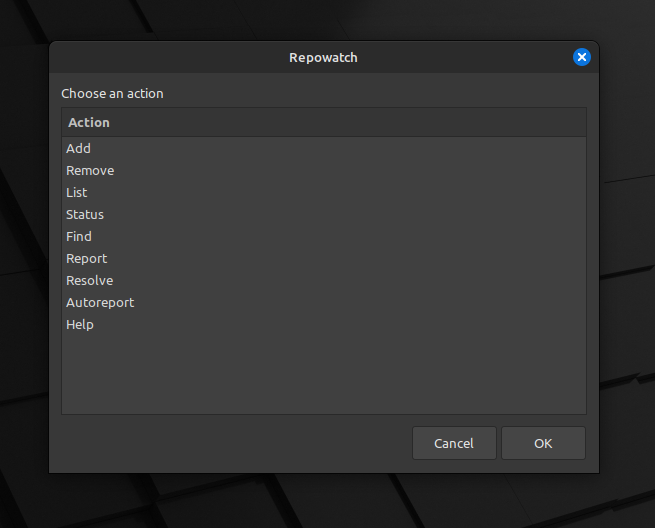 Repowatch
Choose an action
Action
Add
Remove
List
Status
Find
Report
Resolve
Autoreport
Help
Cancel OK